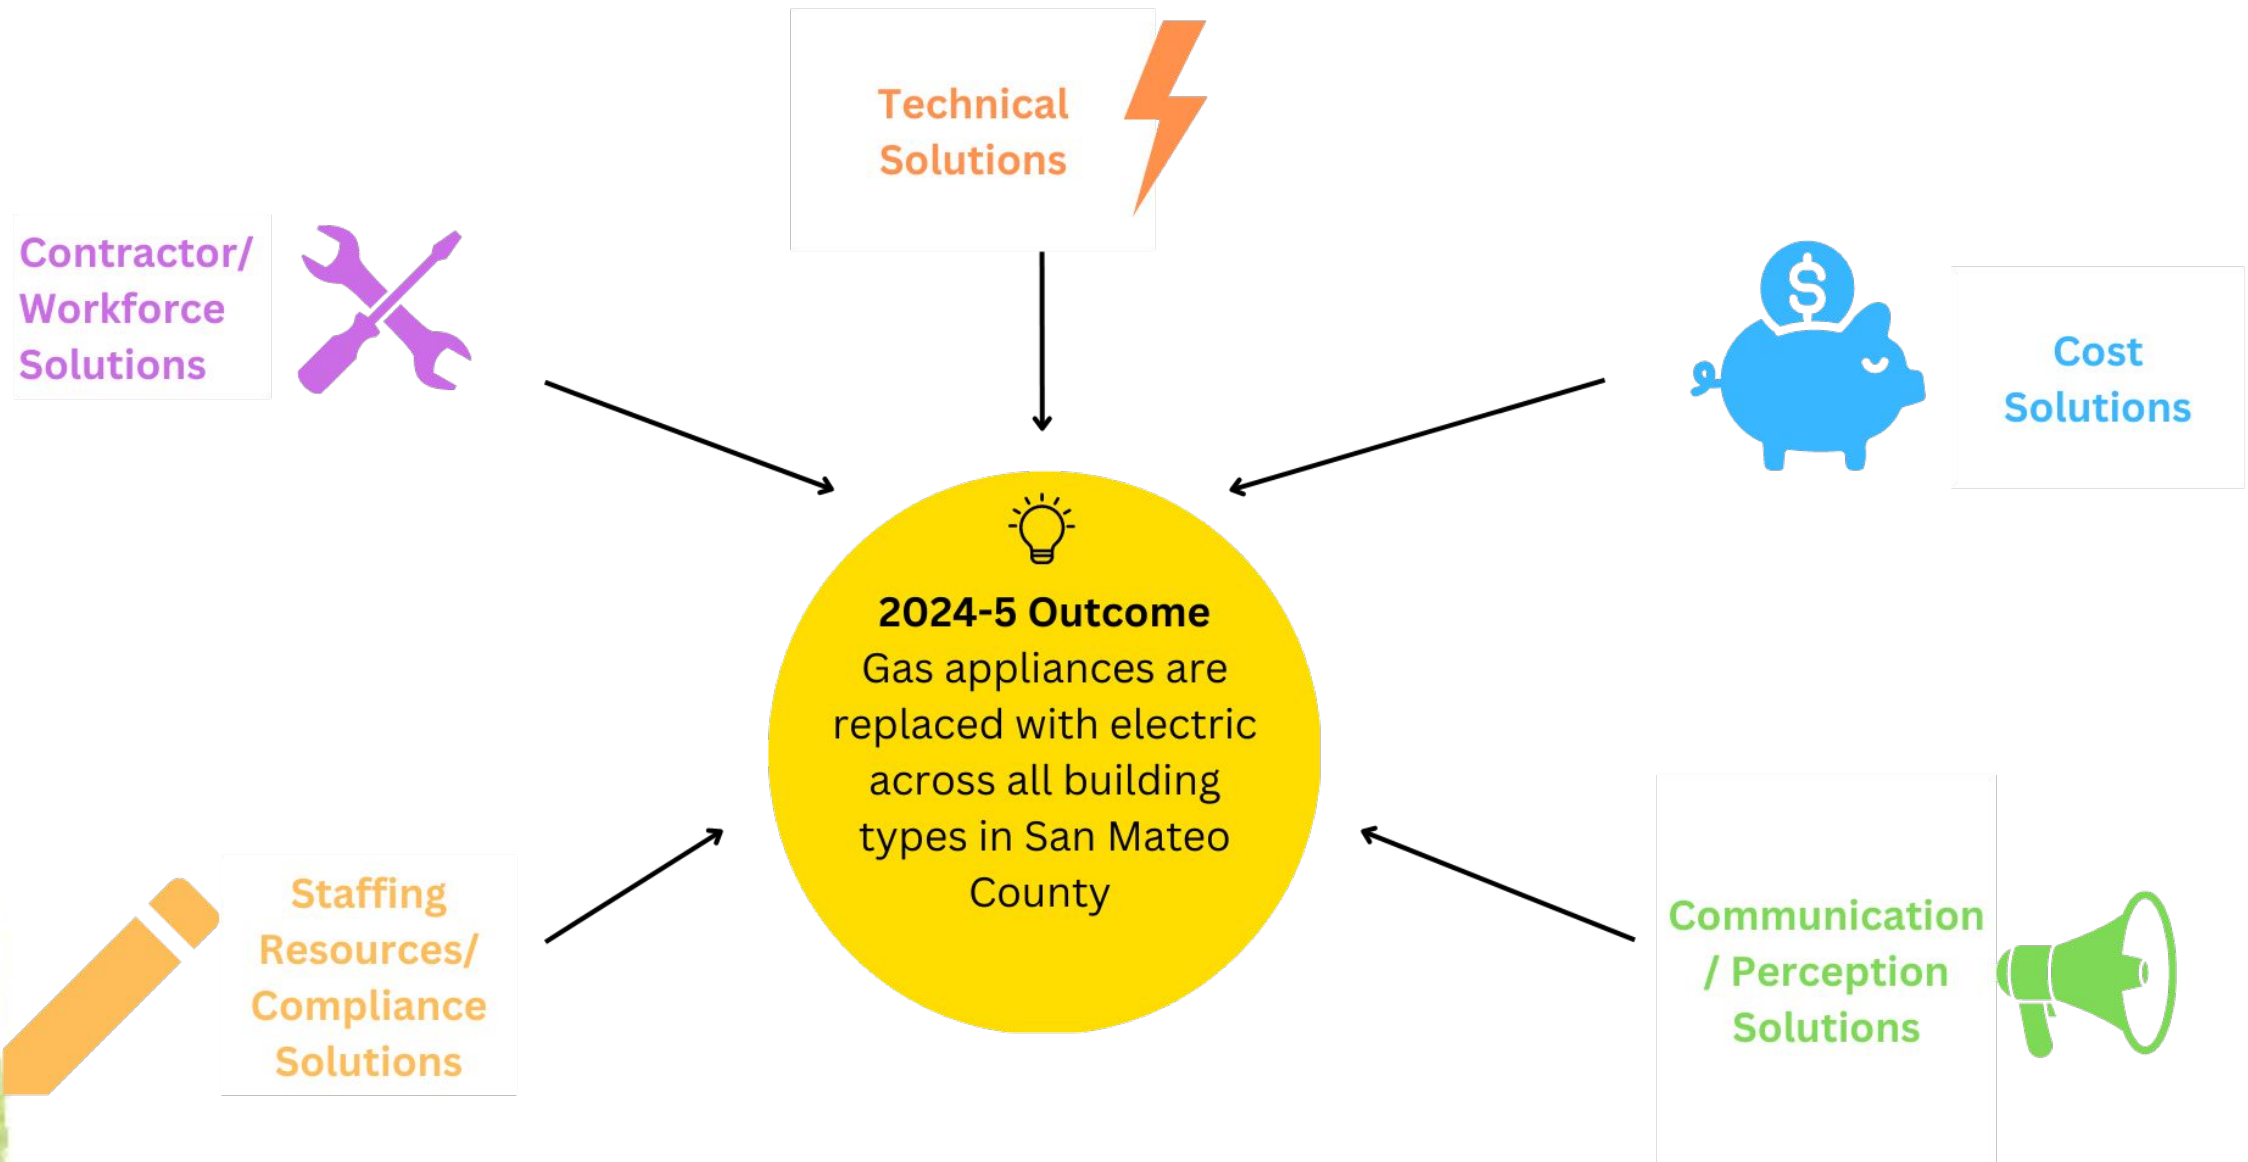 Technical
Solutions
Contractor/
Workforce
Solutions
$
Cost
Solutions
2024-5 Outcome
Gas appliances are
replaced with electric
across all building
types in San Mateo
County
Staffing
Resources/
Compliance
Solutions
Communication
/ Perception
Solutions